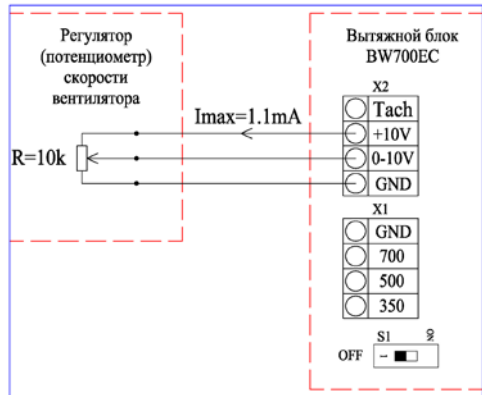 Регулятор
(потенциометр)
скорости
вентилятора
R=10k
Imax=1.1mA
Вытяжной блок
BW700EC
X2
Tach
+10V
0-10V
GND
X1
GND
700
500
350
S1
ON
OFF
1